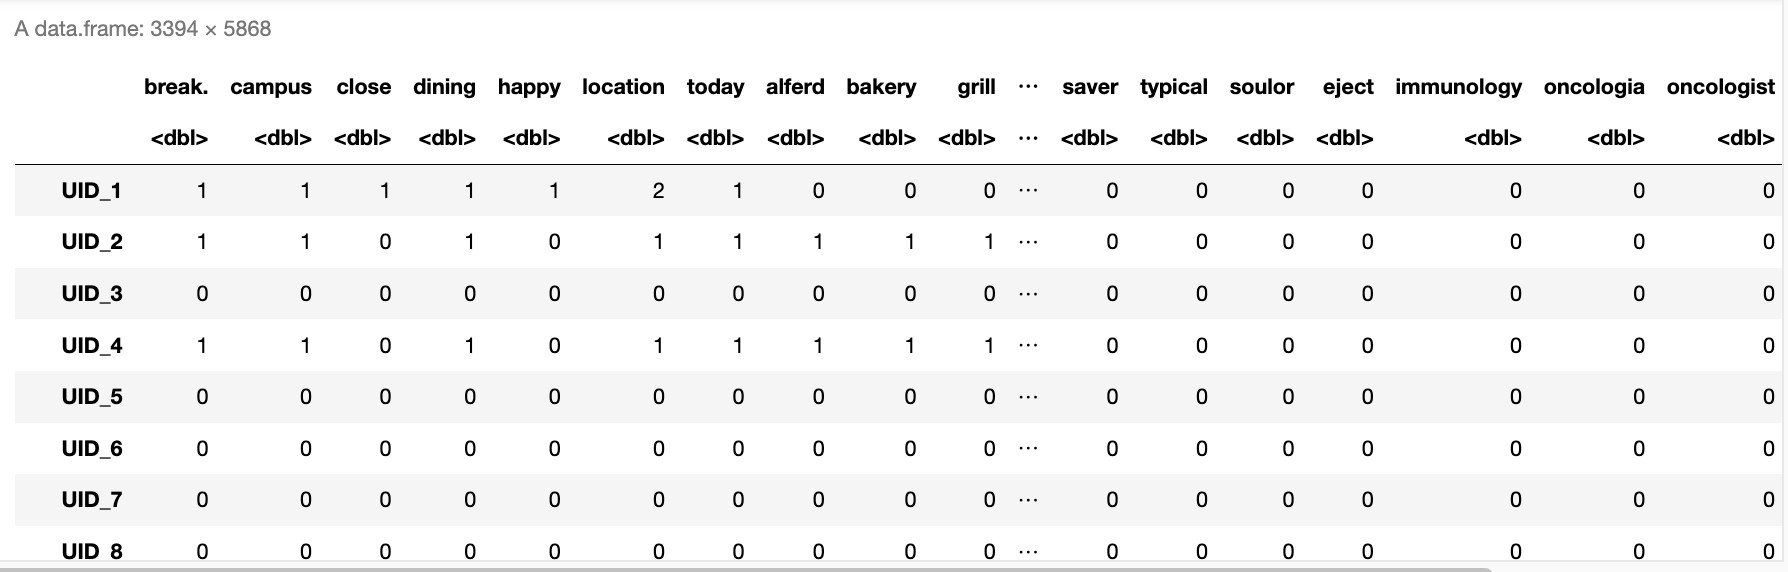 A data.frame: 3394 × 5868
break. campus close dining happy location today alferd bakery grill ⋯ saver typical soulor eject immunology oncologia oncologist
<dbl> <dbl> <dbl> <dbl> <dbl> <dbl> <dbl> <dbl> <dbl> <dbl> ⋯ <dbl> <dbl> <dbl> <dbl> <dbl> <dbl> <dbl>
UID_1 1 1 1 1 1 2 1 0 0 0 ⋯ 0 0 0 0 0 0 0
UID_2 1 1 0 1 0 1 1 1 1 1 ⋯ 0 0 0 0 0 0 0
UID_3 0 0 0 0 0 0 0 0 0 0 ⋯ 0 0 0 0 0 0 0
UID_4 1 1 0 1 0 1 1 1 1 1 ⋯ 0 0 0 0 0 0 0
UID_5 0 0 0 0 0 0 0 0 0 0 ⋯ 0 0 0 0 0 0 0
UID_6 0 0 0 0 0 0 0 0 0 0 ⋯ 0 0 0 0 0 0 0
UID_7 0 0 0 0 0 0 0 0 0 0 ⋯ 0 0 0 0 0 0 0
UID_8 0 0 0 0 0 0 0 0 0 0 ⋯ 0 0 0 0 0 0 0